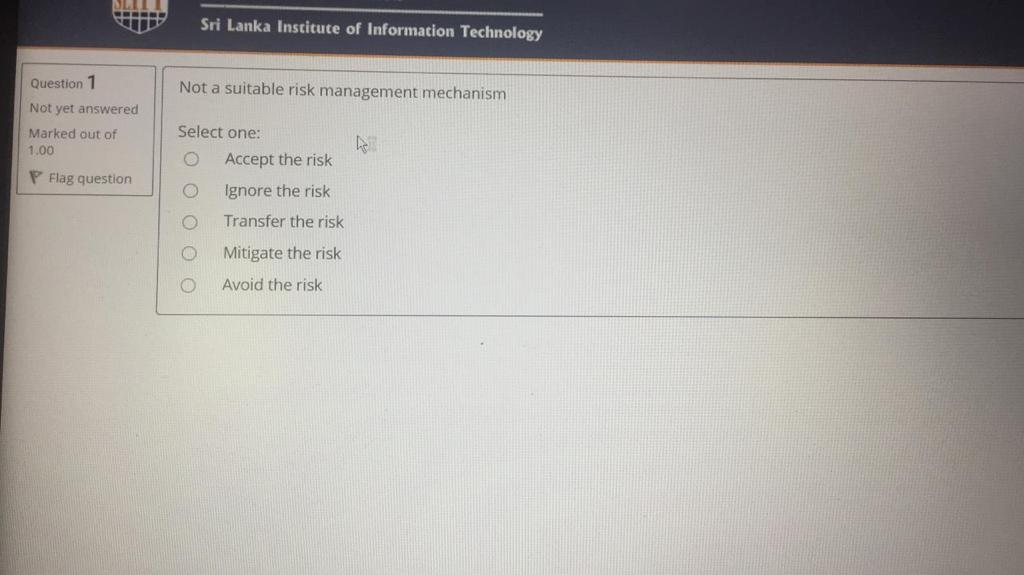 SLIIT
Sri Lanka Institute of Information Technology
Question 1
Not yet answered
Marked out of
1.00
Flag question
Not a suitable risk management mechanism
Select one:
Accept the risk
Ignore the risk
Transfer the risk
Mitigate the risk
Avoid the risk